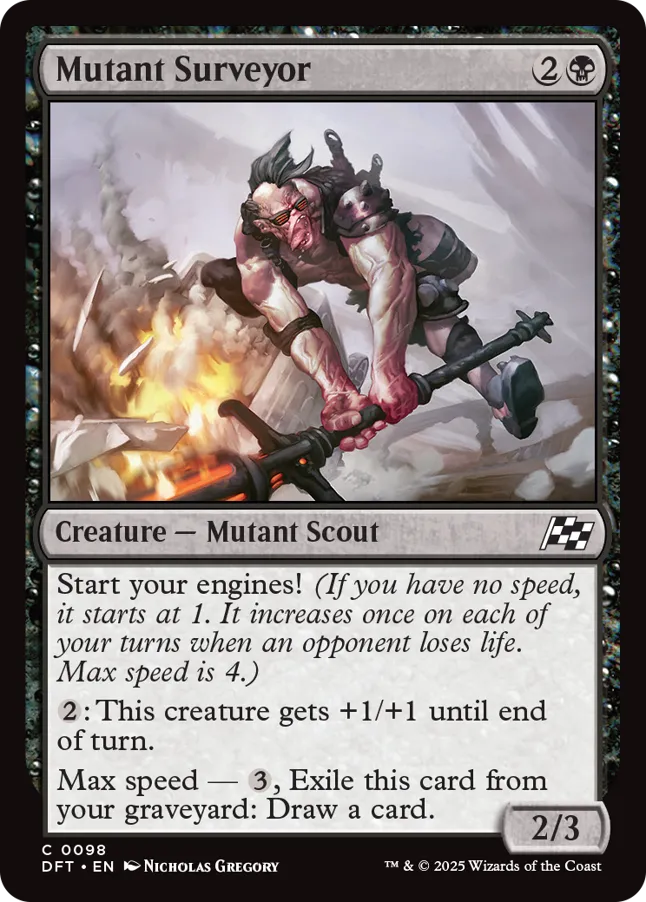 Mutant Surveyor 2
Creature — Mutant Scout
Start your engines! (If you have no speed,
it starts at 1. It increases once on each of
your turns when an opponent loses life.
Max speed is 4.)
2: This creature gets +1/+1 until end
of turn.
Max speed — 3, Exile this card from
your graveyard: Draw a card.
2/3
C 0098
DFT • EN Nicholas Gregory ™ & © 2025 Wizards of the Coast